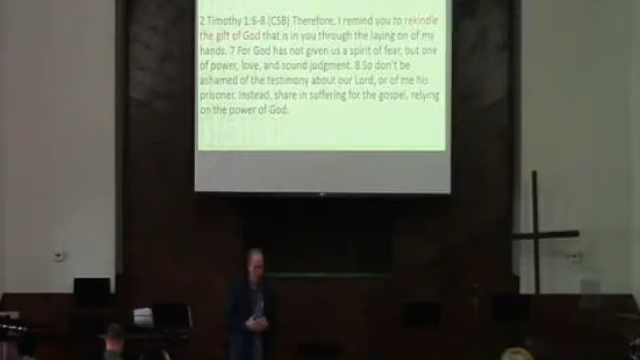 2 Timothy 1:6-8 (CSB) Therefore, I remind you to rekindle
the gift of God that is in you through the laying on of my
hands. 7 For God has not given us a spirit of fear, but one
of power, love, and sound judgment. 8 So don't be
ashamed of the testimony about our Lord, or of me his
prisoner. Instead, share in suffering for the gospel, relying
on the power of God.